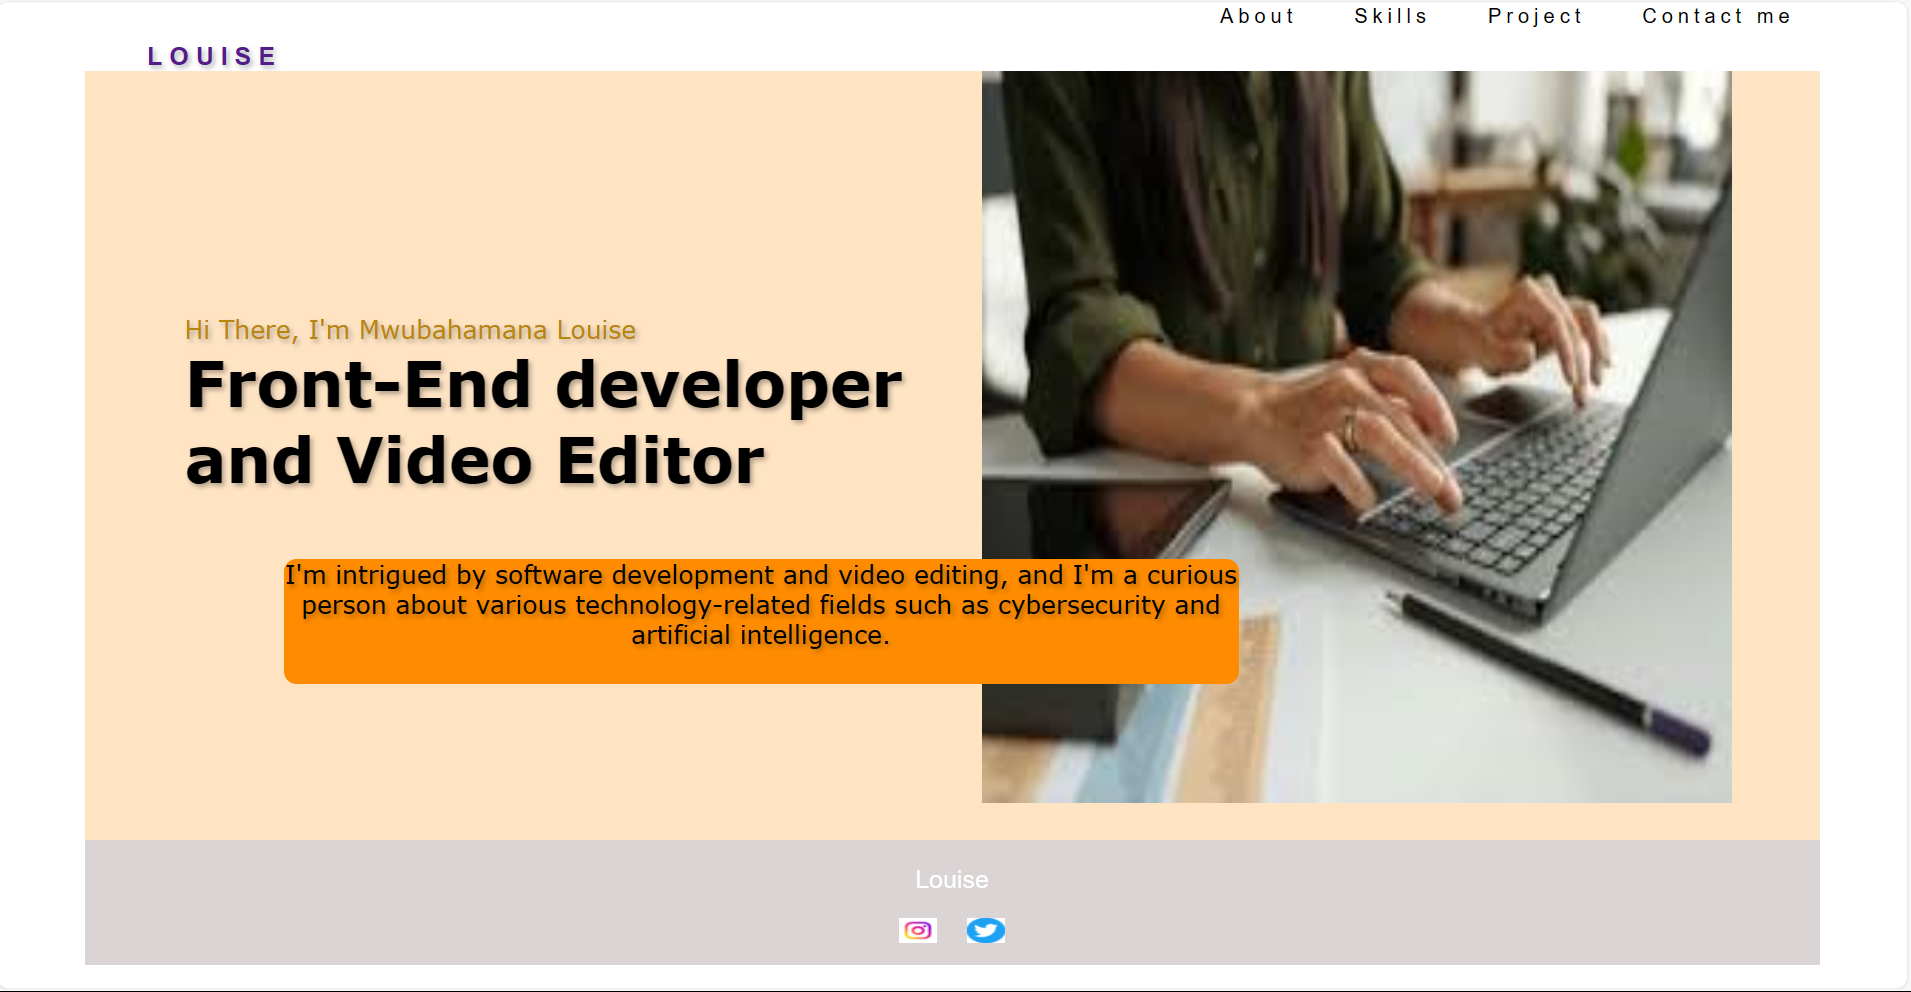 About Skills Project Contact me
LOUISE
Hi There, I'm Mwubahamana Louise
Front-End developer
and Video Editor
I'm intrigued by software development and video editing, and I'm a curious
person about various technology-related fields such as cybersecurity and
artificial intelligence.
Louise